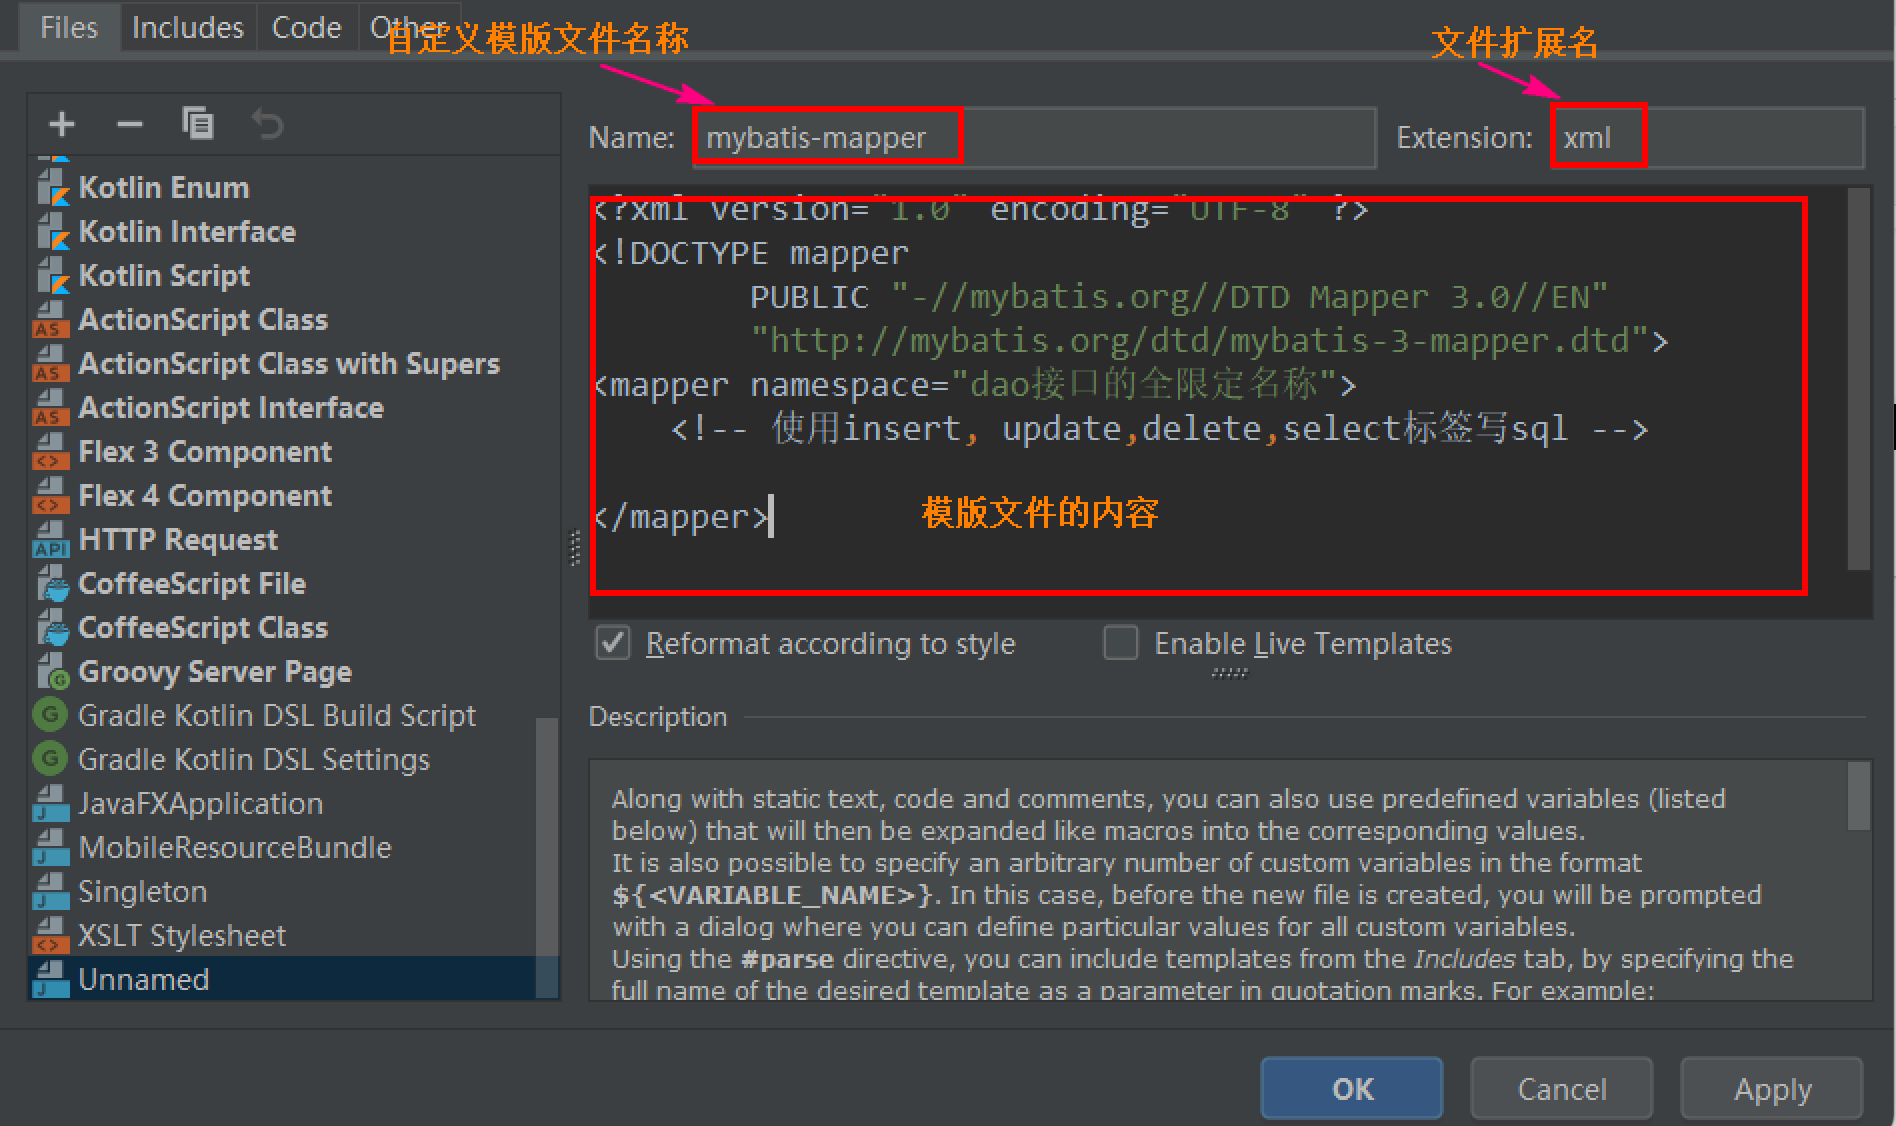 Files Includes Code Other
自定义模版文件名称
文件扩展名
Name: mybatis-mapper Extension: xml
Kotlin Enum
Kotlin Interface
Kotlin Script
ActionScript Class
ActionScript Class with Supers
ActionScript Interface
Flex 3 Component
Flex 4 Component
HTTP Request
CoffeeScript File
CoffeeScript Class
Groovy Server Page
Gradle Kotlin DSL Build Script
Gradle Kotlin DSL Settings
JavaFXApplication
MobileResourceBundle
Singleton
XSLT Stylesheet
Unnamed
<?xml version="1.0" encoding="UTF-8" ?>
<!DOCTYPE mapper
PUBLIC "-//mybatis.org//DTD Mapper 3.0//EN"
"http://mybatis.org/dtd/mybatis-3-mapper.dtd">
<mapper namespace="dao接口的全限定名称">
<!-- 使用insert, update,delete,select标签写sql -->
</mapper>
模版文件的内容
Reformat according to style Enable Live Templates
Description
Along with static text, code and comments, you can also use predefined variables (listed
below) that will then be expanded like macros into the corresponding values.
It is also possible to specify an arbitrary number of custom variables in the format
${<VARIABLE_NAME>}. In this case, before the new file is created, you will be prompted
with a dialog where you can define particular values for all custom variables.
Using the #parse directive, you can include templates from the Includes tab, by specifying the
full name of the desired template as a parameter in quotation marks. For example:
OK Cancel Apply